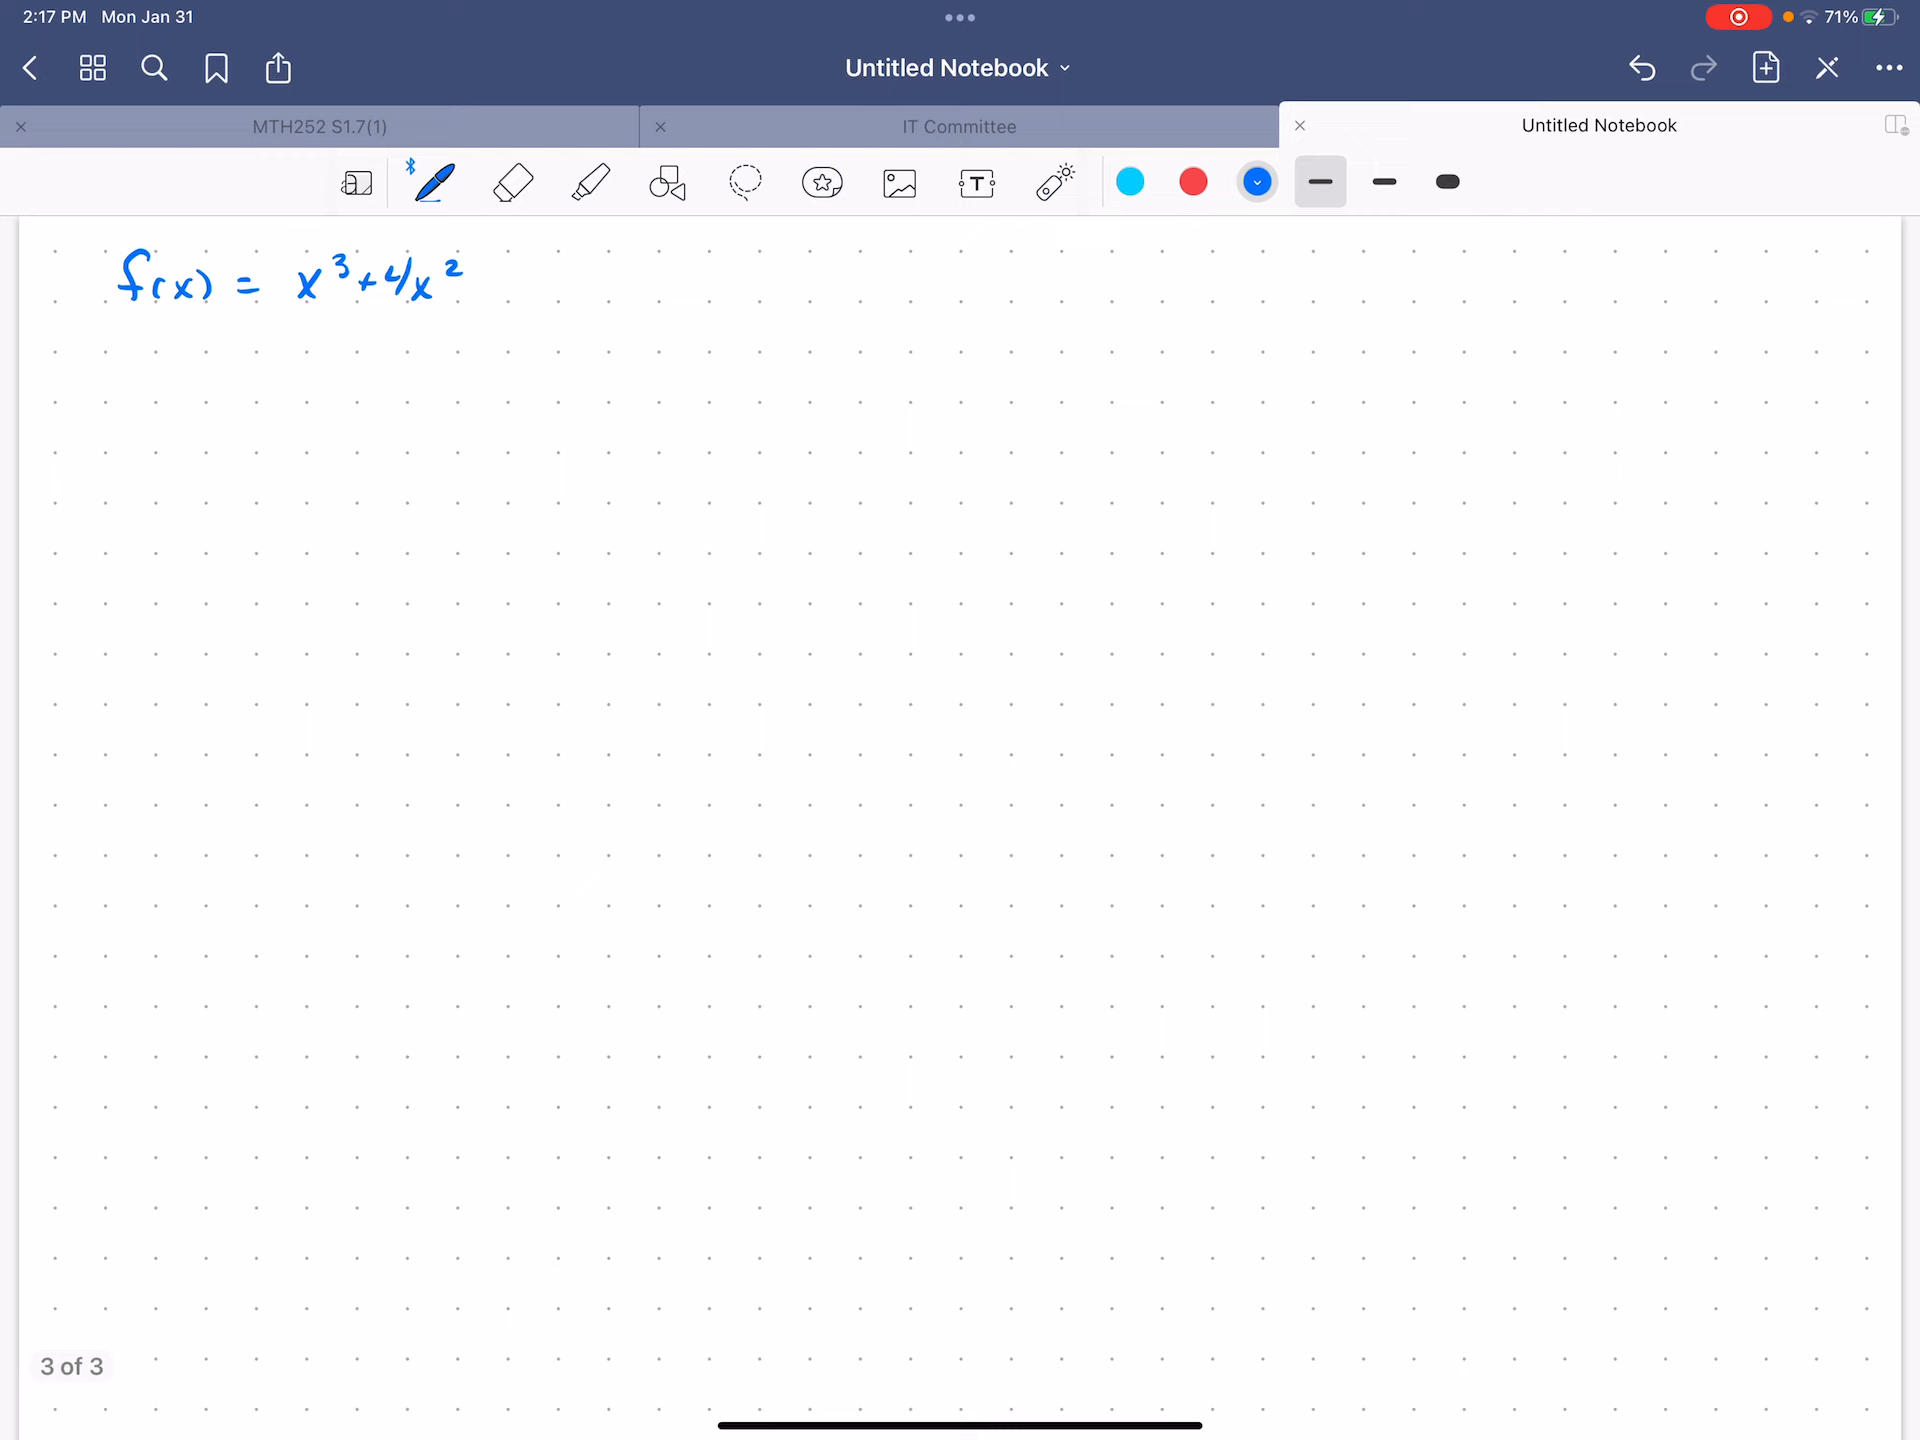 2:17 PM Mon Jan 31
71%
Untitled Notebook
MTH252 S1.7(1)
IT Committee
Untitled Notebook
T
f(x) = x³+4/x²
3 of 3